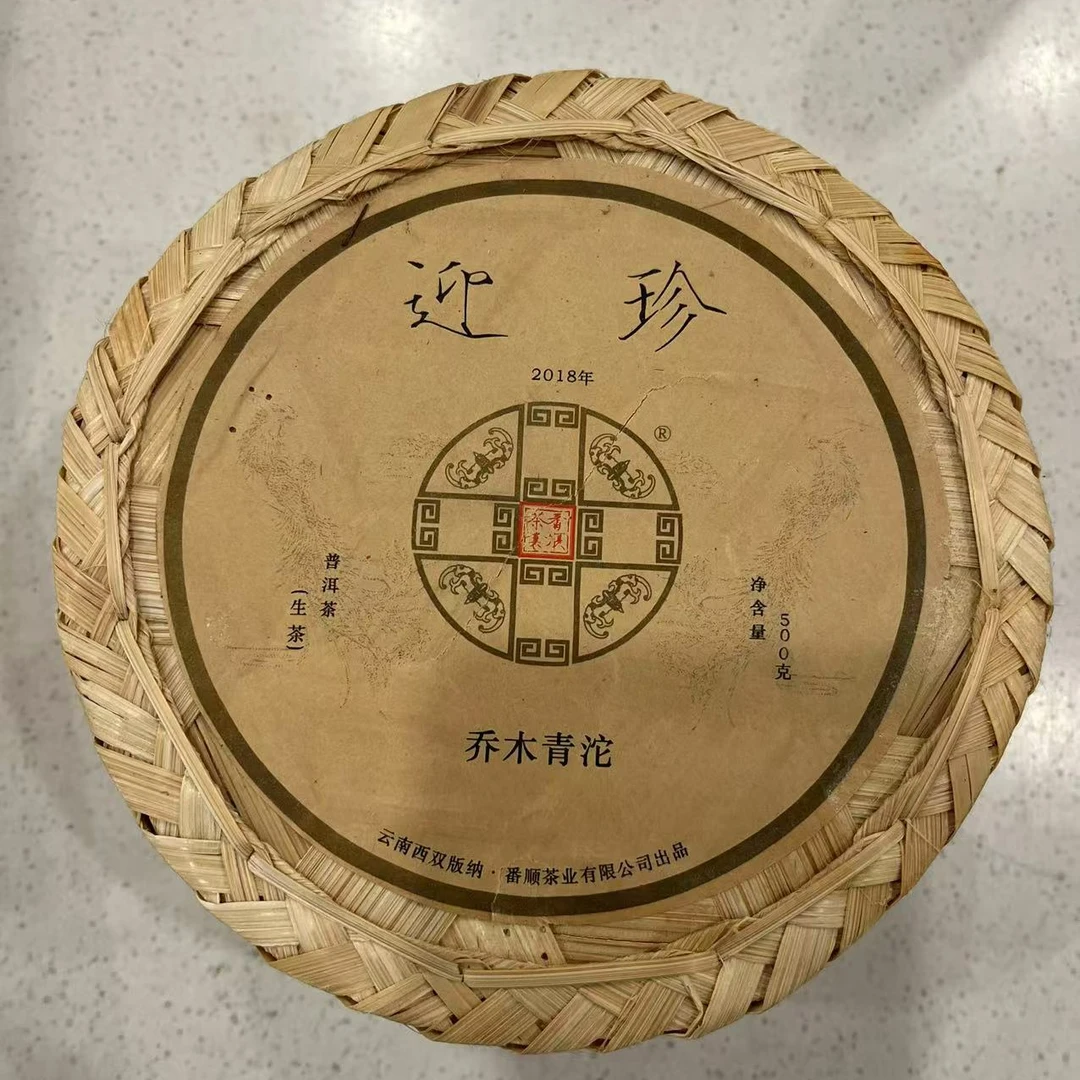 迎 珍
2018年
®
普洱茶
(生茶)
净含量
500克
乔木青沱
云南西双版纳·番顺茶业有限公司出品